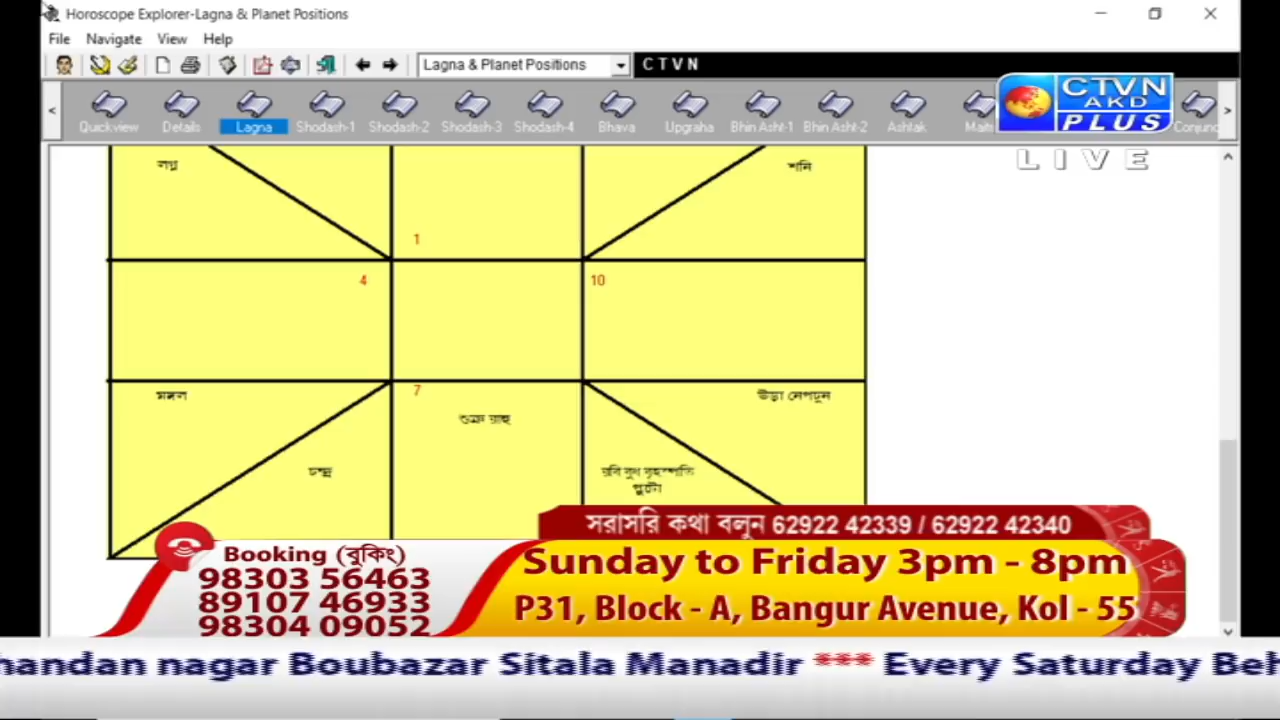 Horoscope Explorer-Lagna & Planet Positions
File Navigate View Help
Lagna & Planet Positions
CTVN
Quickview Details Lagna Shodash-1 Shodash-2 Shodash-3 Shodash-4 Bhava Upgraha Bhin Asht-1 Bhin Asht-2 Ashtak
CTVN
AKD
PLUS
LIVE
লগ্ন
শনি
1
4
10
মঙ্গল
7
শুক্র রাহু
চন্দ্র
রবি বুধ বৃহস্পতি
প্লুটো
সরাসরি কথা বলুন 62922 42339 / 62922 42340
Booking (বুকিং)
98303 56463
89107 46933
98304 09052
Sunday to Friday 3pm - 8pm
P31, Block - A, Bangur Avenue, Kol - 55
handan nagar Boubazar Sitala Manadir *** Every Saturday Beh